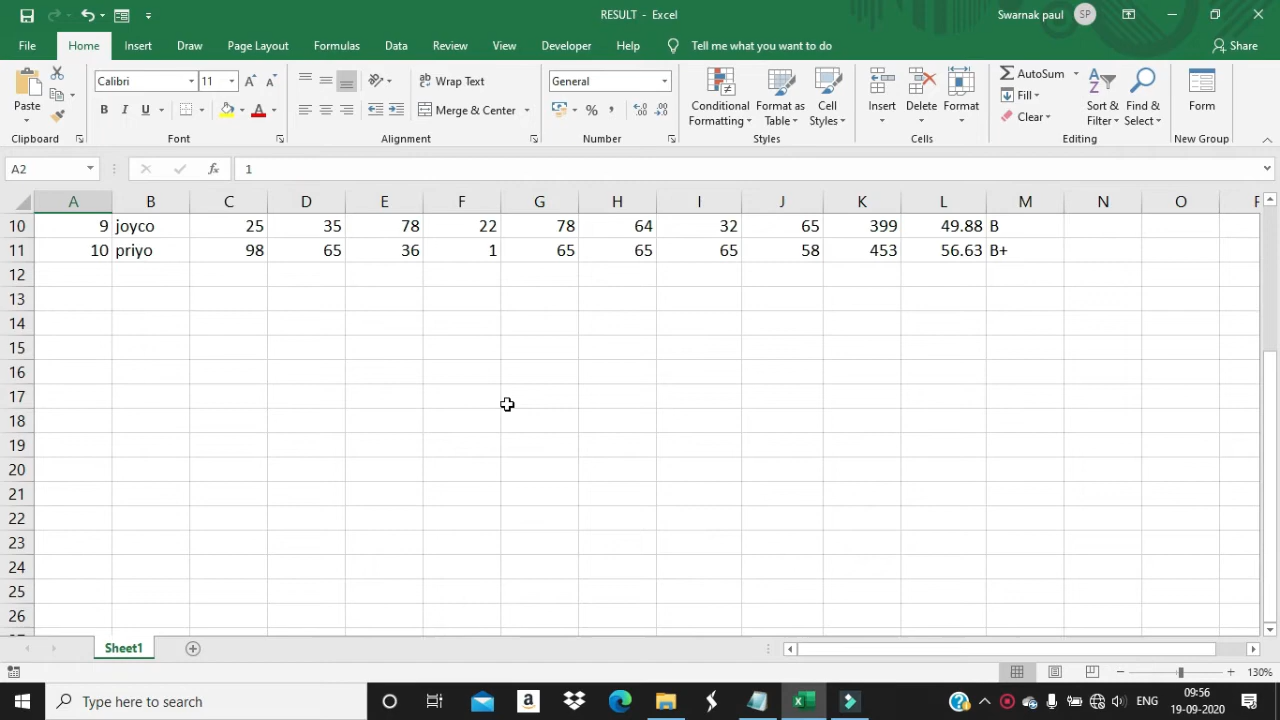 RESULT - Excel
Swarnak paul SP
File Home Insert Draw Page Layout Formulas Data Review View Developer Help Tell me what you want to do Share
Calibri 11 Wrap Text General AutoSum
Paste Conditional Formatting Format as Table Cell Styles Insert Delete Format Fill Sort & Filter Find & Select Form
B I U A Merge & Center % , Clear
Clipboard Font Alignment Number Styles Cells Editing New Group
A2 fx 1
A B C D E F G H I J K L M N O
10 9 joyco 25 35 78 22 78 64 32 65 399 49.88 B
11 10 priyo 98 65 36 1 65 65 65 58 453 56.63 B+
12
13
14
15
16
17
18
19
20
21
22
23
24
25
26
Sheet1
130%
Type here to search
ENG
09:56
19-09-2020